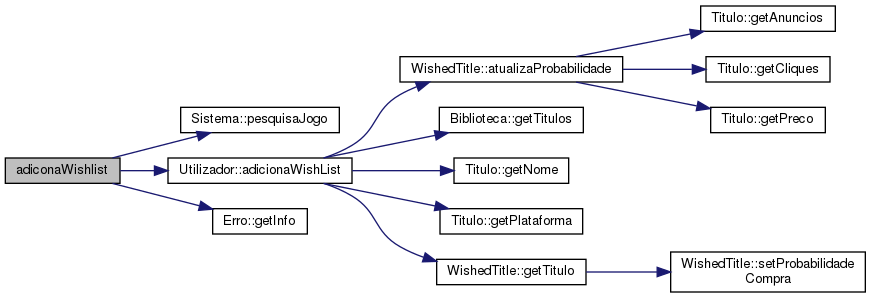 adiconaWishlist
Sistema::pesquisaJogo
Utilizador::adicionaWishList
Erro::getInfo
WishedTitle::atualizaProbabilidade
Biblioteca::getTitulos
Titulo::getNome
Titulo::getPlataforma
WishedTitle::getTitulo
Titulo::getAnuncios
Titulo::getCliques
Titulo::getPreco
WishedTitle::setProbabilidade
Compra